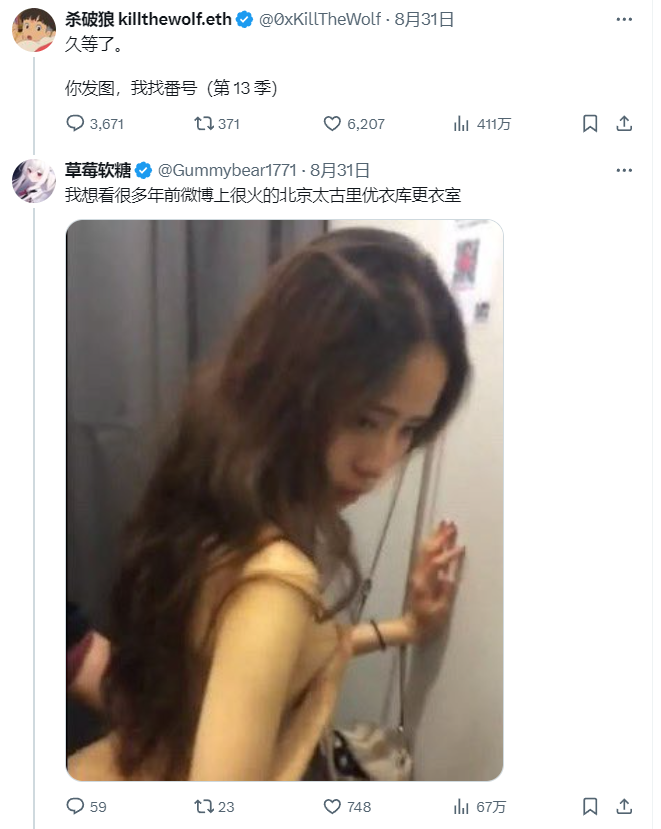 杀破狼 killthewolf.eth @0xKillTheWolf · 8月31日
久等了。
你发图，我找番号（第 13 季）
3,671 371 6,207 411万
草莓软糖 @Gummybear1771 · 8月31日
我想看很多年前微博上很火的北京太古里优衣库更衣室
59 23 748 67万